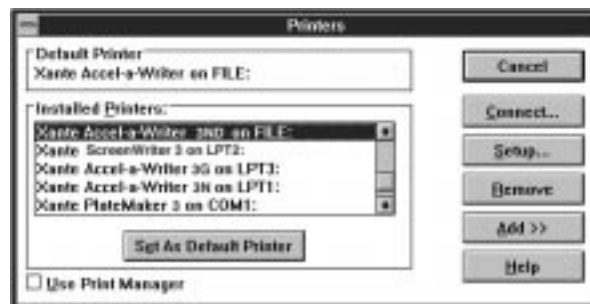 Printers
Default Printer
Xante Accel-a-Writer on FILE:
Installed Printers:
Xante Accel-a-Writer 3ND on FILE:
Xante ScreenWriter 3 on LPT2:
Xante Accel-a-Writer 3G on LPT3:
Xante Accel-a-Writer 3N on LPT1:
Xante PlateMaker 3 on COM1:
Set As Default Printer
Use Print Manager
Cancel
Connect...
Setup...
Remove
Add >>
Help